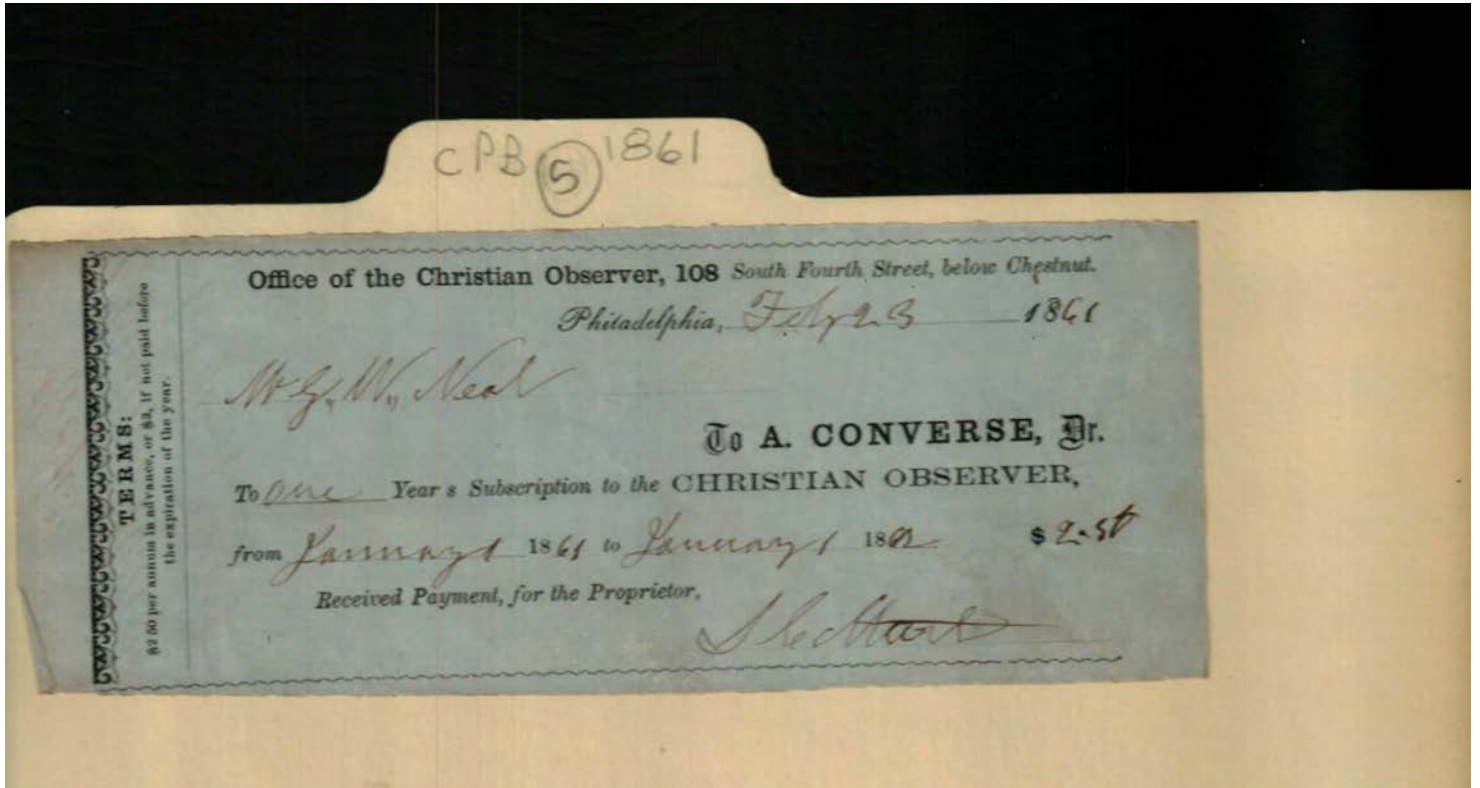 CPB 5 1861
Office of the Christian Observer, 108 South Fourth Street, below Chestnut.
Philadelphia, Feby 23 1861
W. Neal
To A. CONVERSE, Dr.
To One Year s Subscription to the CHRISTIAN OBSERVER,
from January 1 1861 to January 1 1862 $ 2.50
Received Payment, for the Proprietor,
TERMS:
$2 50 per annum in advance, or $3, if not paid before
the expiration of the year.